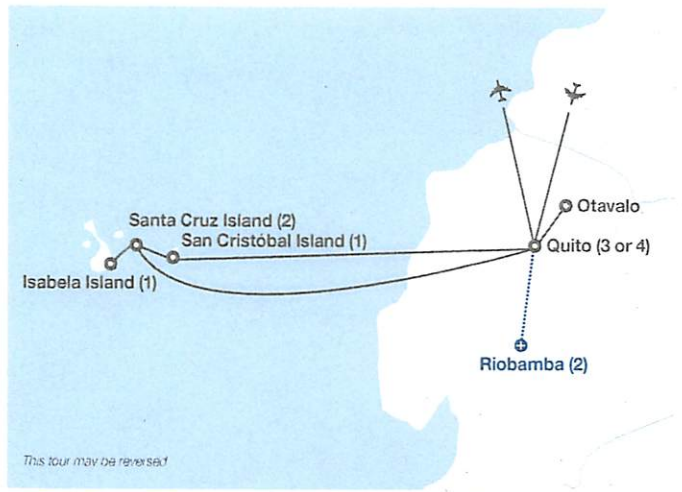 Otavalo
Santa Cruz Island (2)
San Cristóbal Island (1)
Quito (3 or 4)
Isabela Island (1)
Riobamba (2)
This tour may be reversed